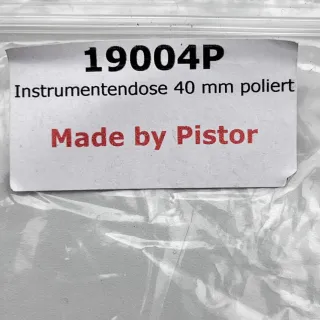 19004P
Instrumentendose 40 mm poliert
Made by Pistor